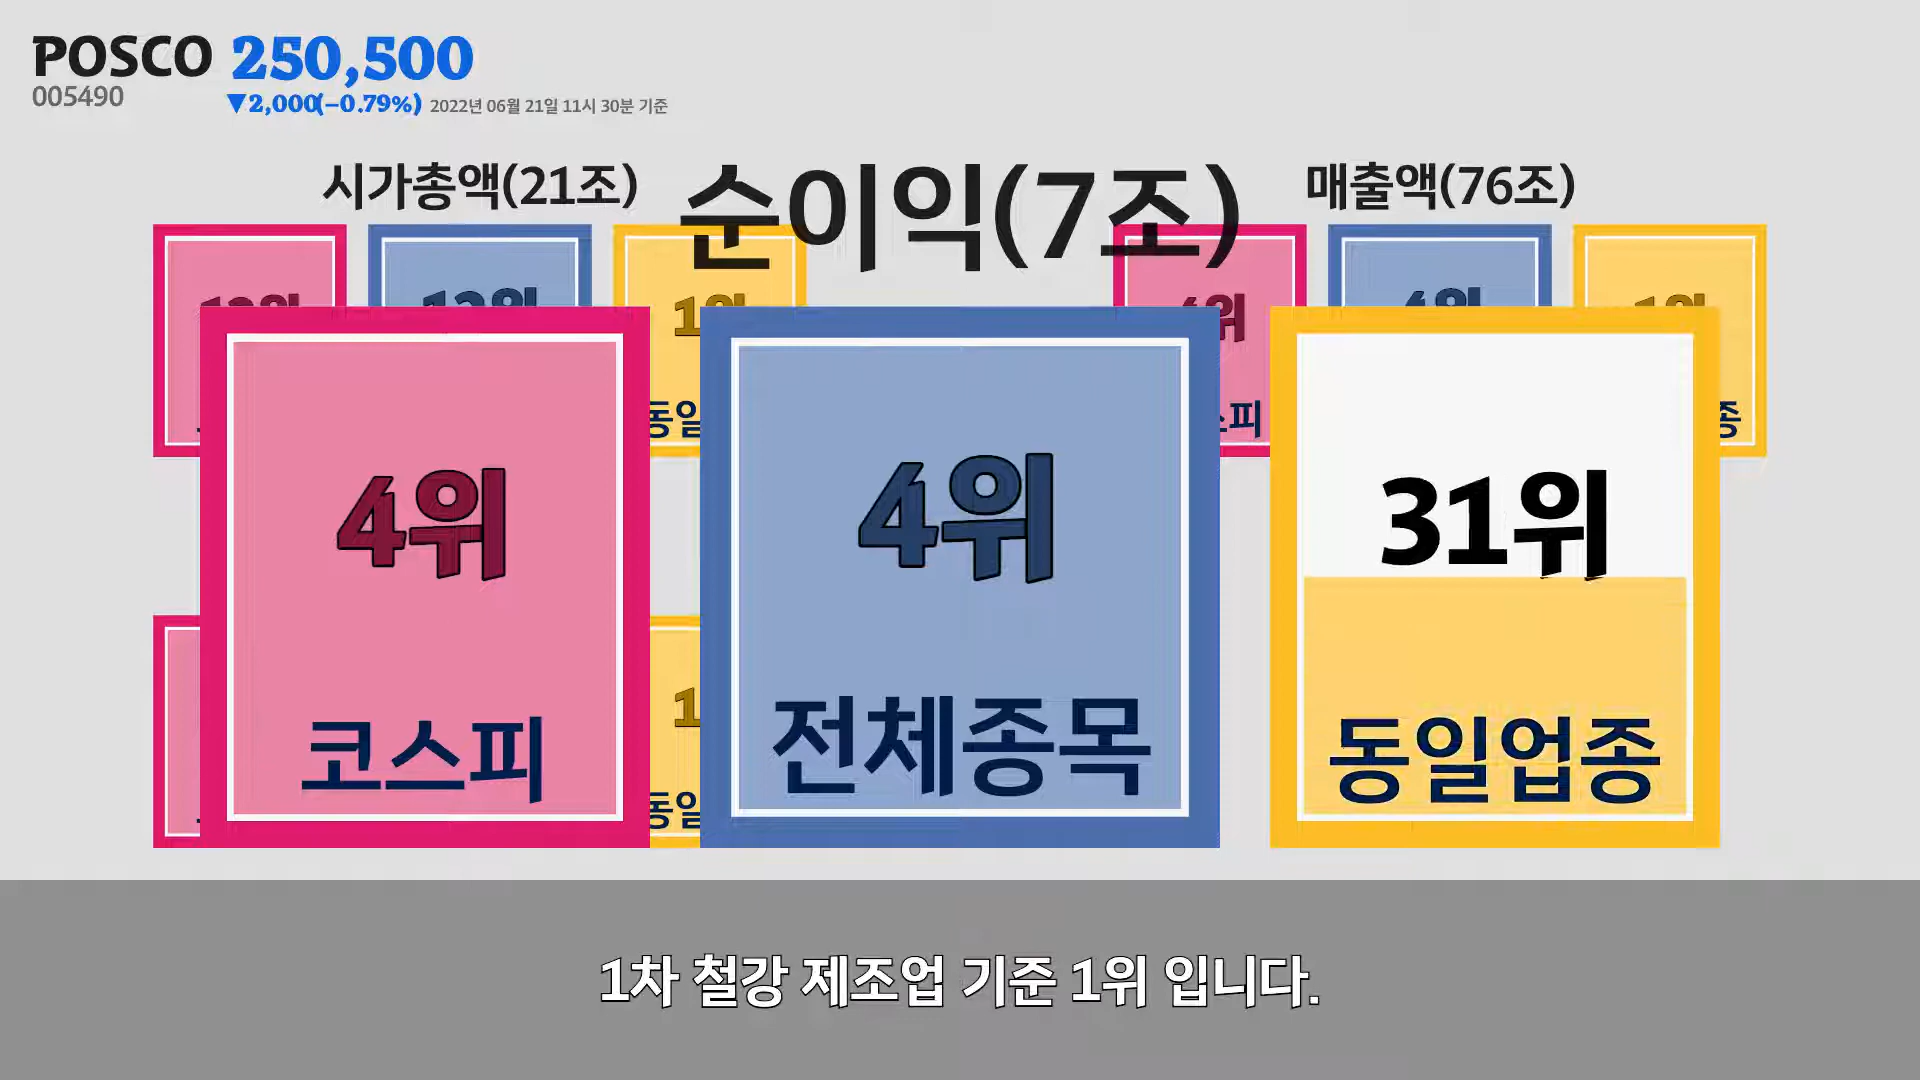 POSCO 250,500
005490
▼2,000(-0.79%) 2022년 06월 21일 11시 30분 기준
시가총액(21조) 순이익(7조) 매출액(76조)
4위 4위 31위
코스피 전체종목 동일업종
1차 철강 제조업 기준 1위 입니다.